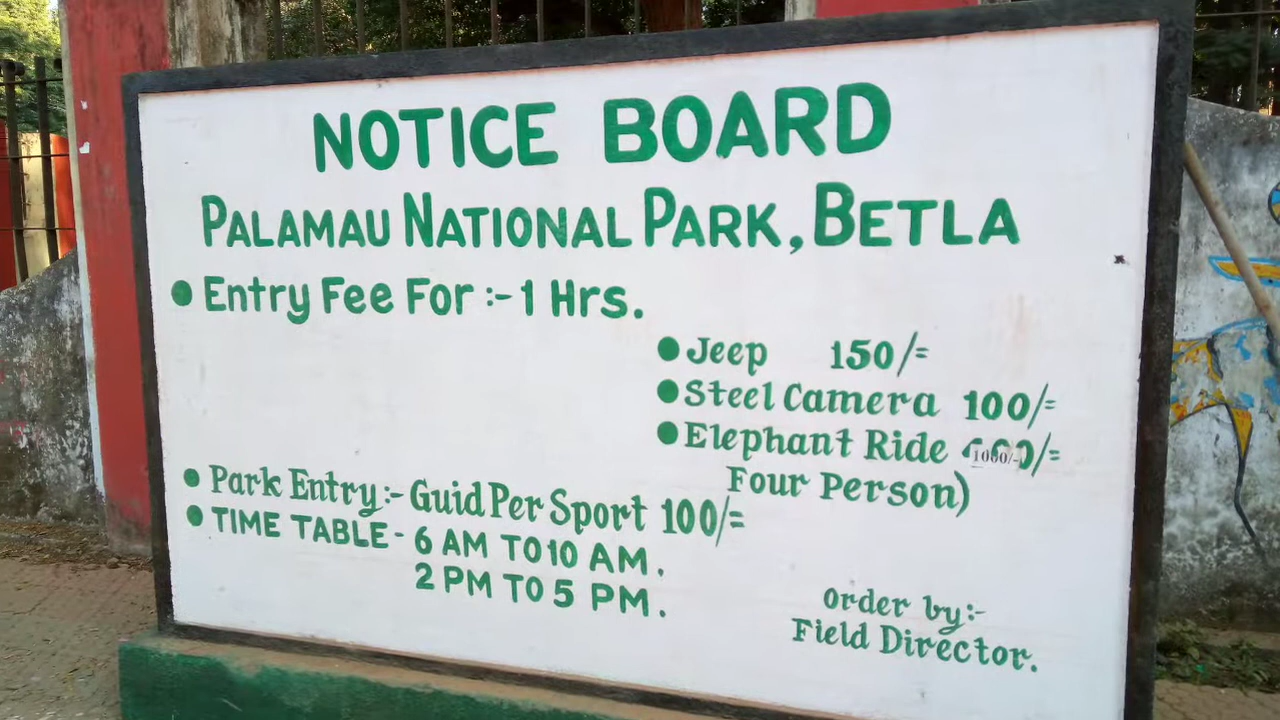 NOTICE BOARD
PALAMAU NATIONAL PARK, BETLA
• Entry Fee For :- 1 Hrs.
• Jeep 150/=
• Steel Camera 100/=
• Elephant Ride 1000/-
Four Person)
• Park Entry:- Guid Per Sport 100/=
• TIME TABLE - 6 AM TO 10 AM.
2 PM TO 5 PM.
Order by:-
Field Director.